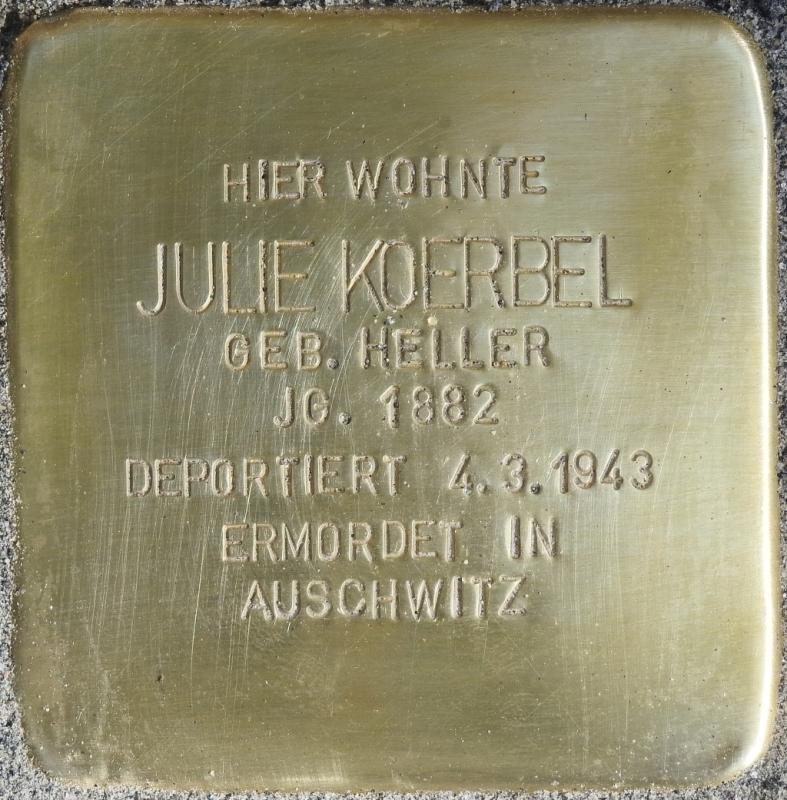 HIER WOHNTE
JULIE KOERBEL
GEB. HELLER
JG. 1882
DEPORTIERT 4.3.1943
ERMORDET IN
AUSCHWITZ